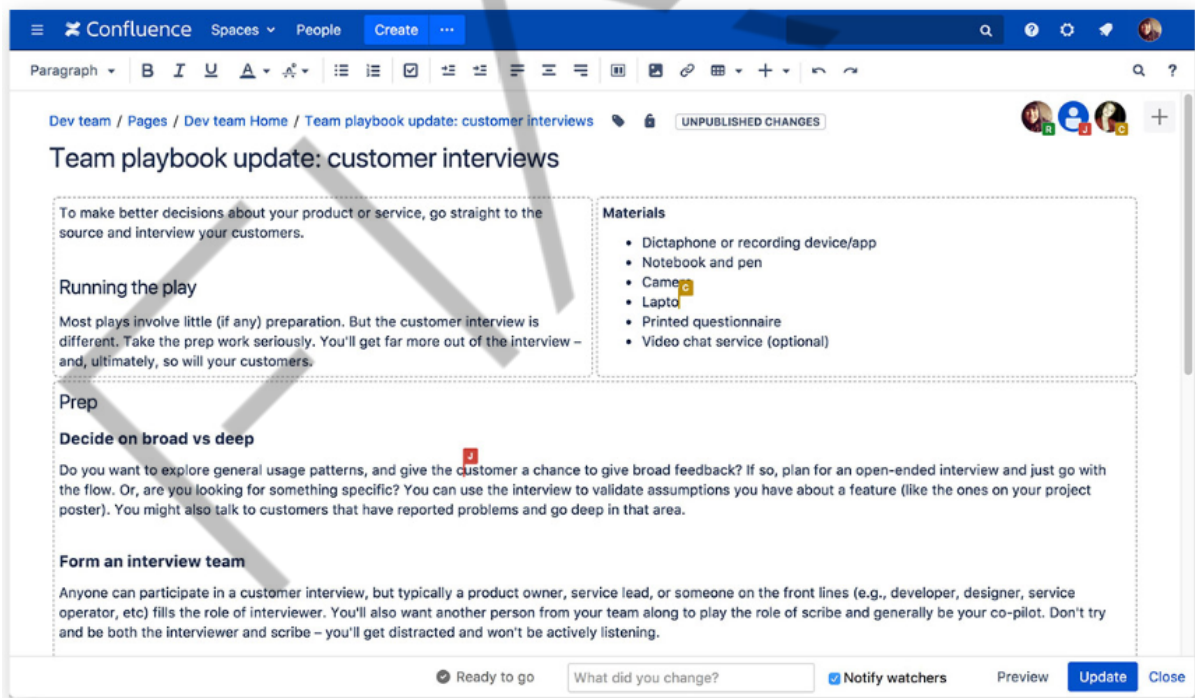 Confluence Spaces People Create ...
Paragraph B I U A
Dev team / Pages / Dev team Home / Team playbook update: customer interviews UNPUBLISHED CHANGES
R J C
Team playbook update: customer interviews
To make better decisions about your product or service, go straight to the
source and interview your customers.
Running the play
Most plays involve little (if any) preparation. But the customer interview is
different. Take the prep work seriously. You'll get far more out of the interview –
and, ultimately, so will your customers.
Materials
• Dictaphone or recording device/app
• Notebook and pen
• Camera
C
• Lapto
• Printed questionnaire
• Video chat service (optional)
Prep
Decide on broad vs deep
J
Do you want to explore general usage patterns, and give the customer a chance to give broad feedback? If so, plan for an open-ended interview and just go with
the flow. Or, are you looking for something specific? You can use the interview to validate assumptions you have about a feature (like the ones on your project
poster). You might also talk to customers that have reported problems and go deep in that area.
Form an interview team
Anyone can participate in a customer interview, but typically a product owner, service lead, or someone on the front lines (e.g., developer, designer, service
operator, etc) fills the role of interviewer. You'll also want another person from your team along to play the role of scribe and generally be your co-pilot. Don't try
and be both the interviewer and scribe – you'll get distracted and won't be actively listening.
Ready to go What did you change? Notify watchers Preview Update Close